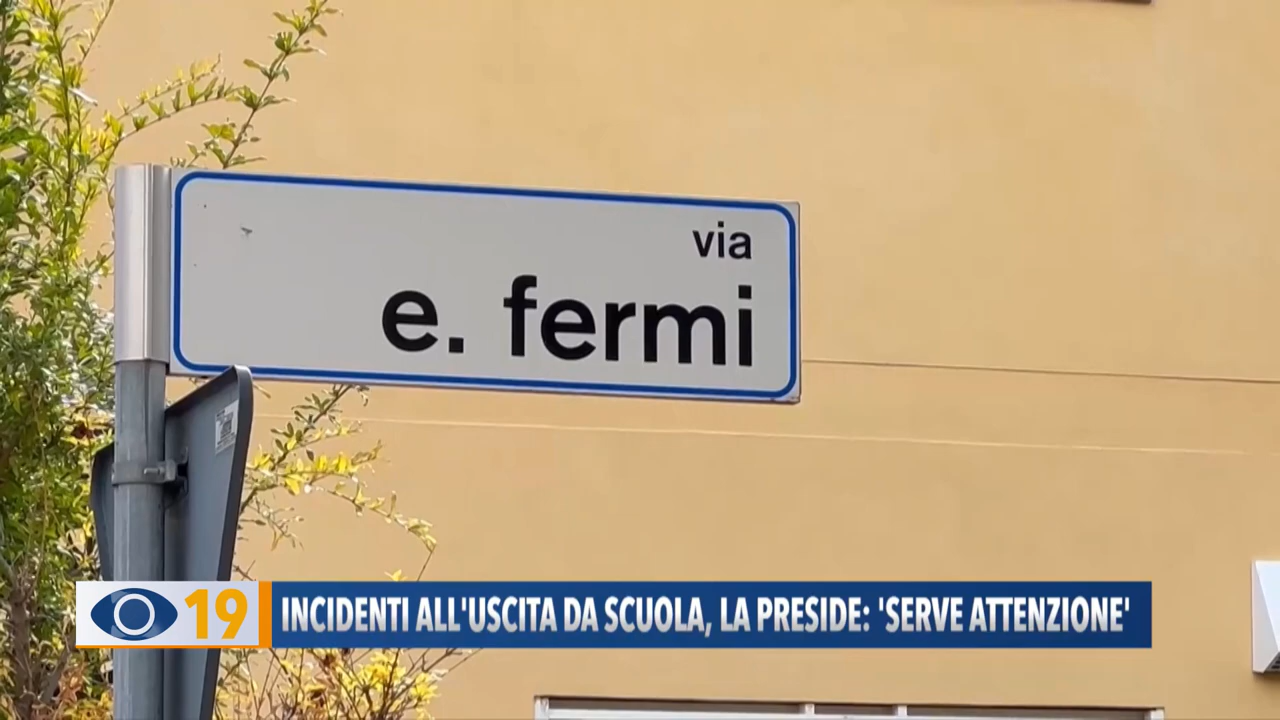 via
e. fermi
19
INCIDENTI ALL'USCITA DA SCUOLA, LA PRESIDE: 'SERVE ATTENZIONE'